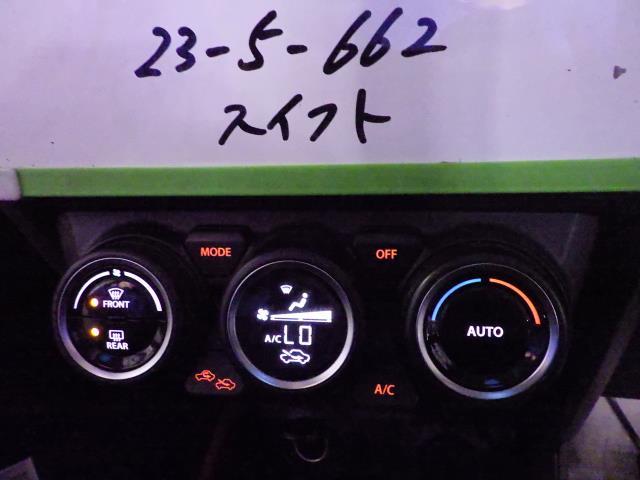 23-5-662
スイフト
MODE
OFF
FRONT
REAR
A/C LO
AUTO
A/C